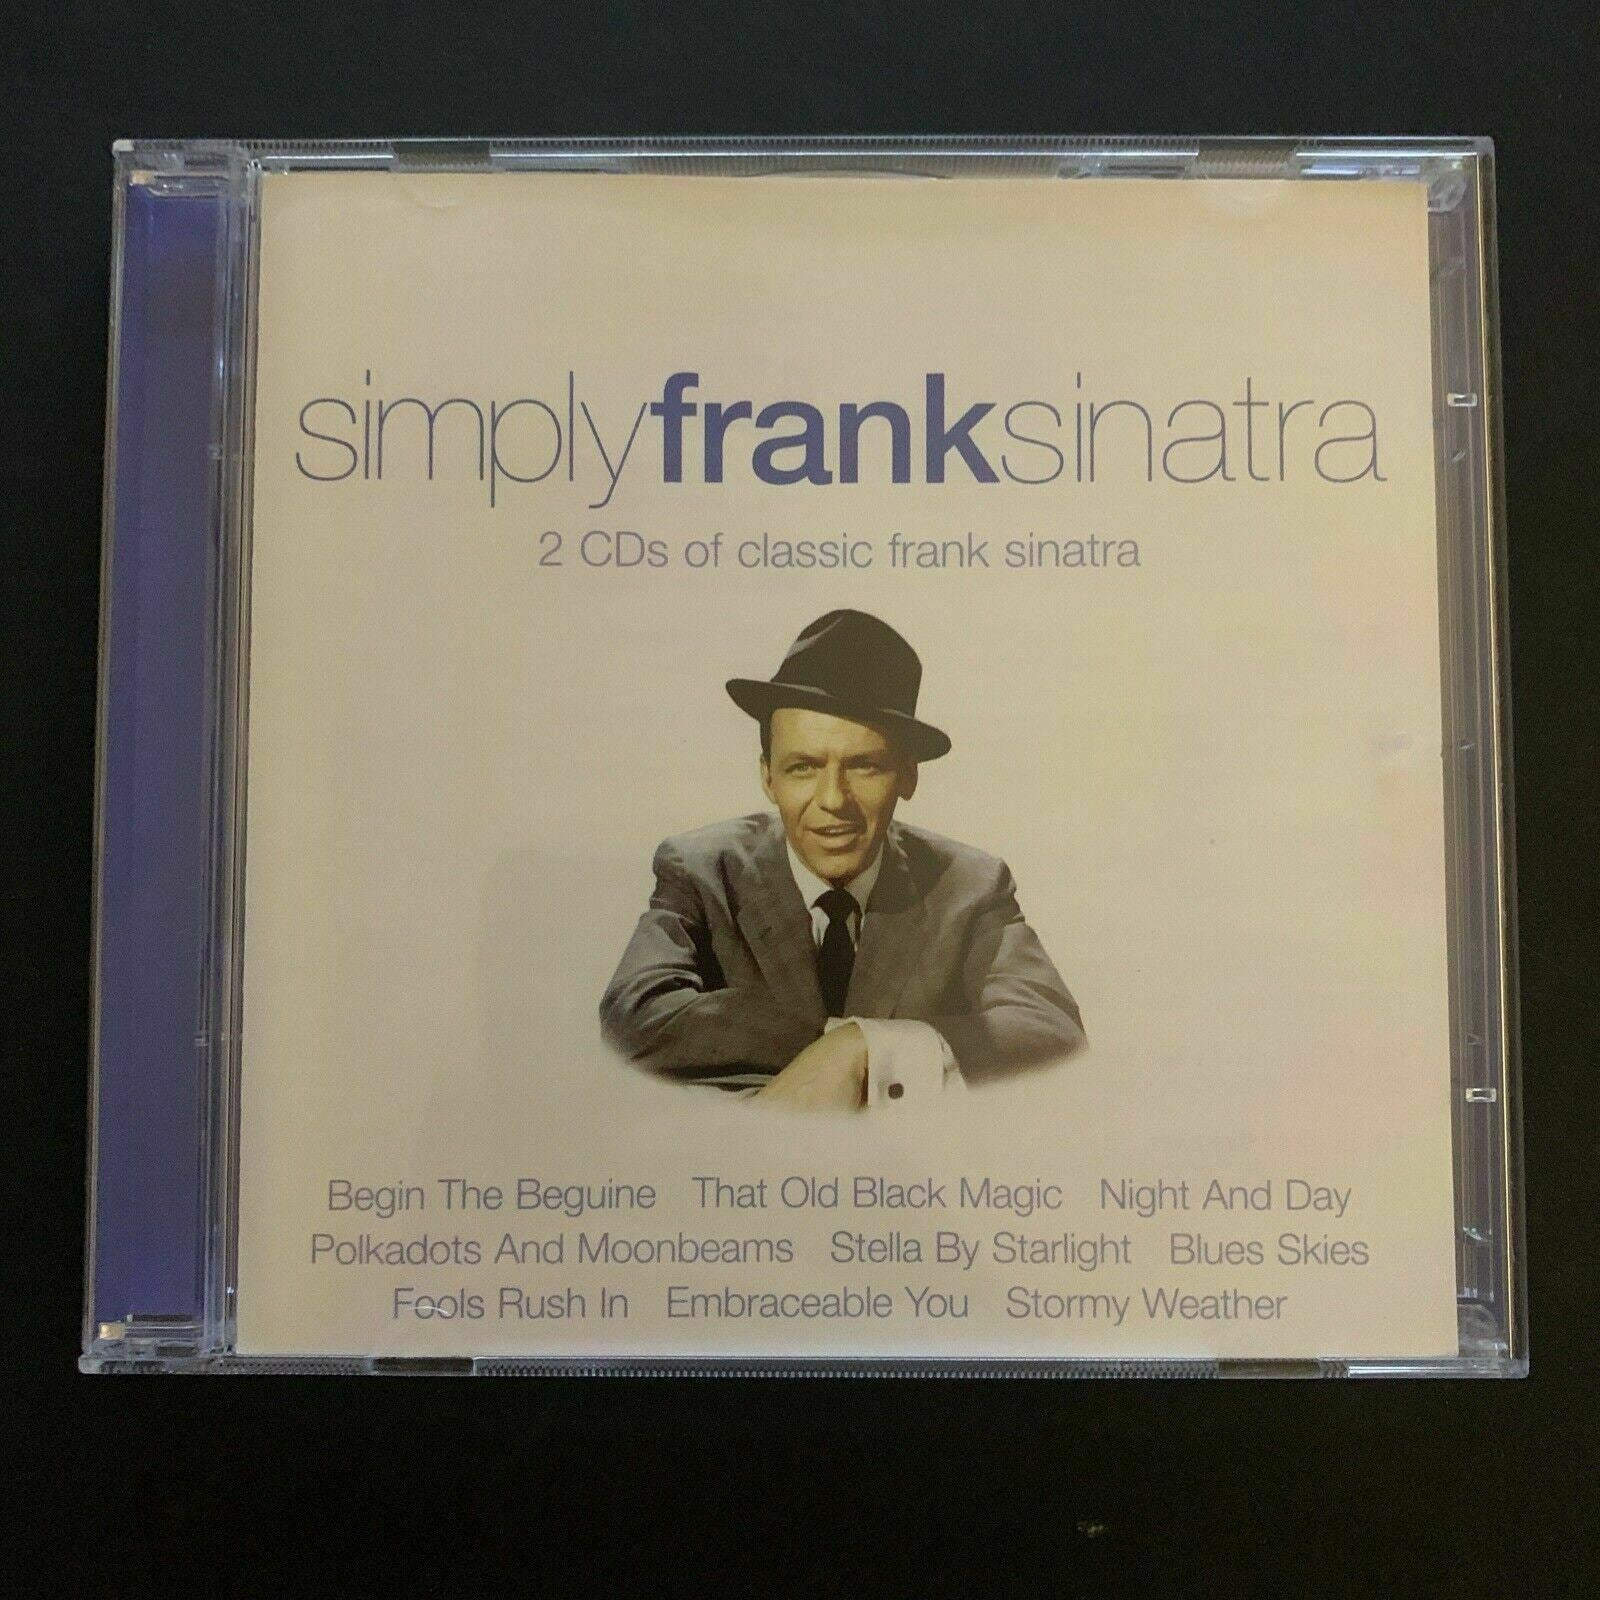 simplyfranksinatra
2 CDs of classic frank sinatra
Begin The Beguine That Old Black Magic Night And Day
Polkadots And Moonbeams Stella By Starlight Blues Skies
Fools Rush In Embraceable You Stormy Weather